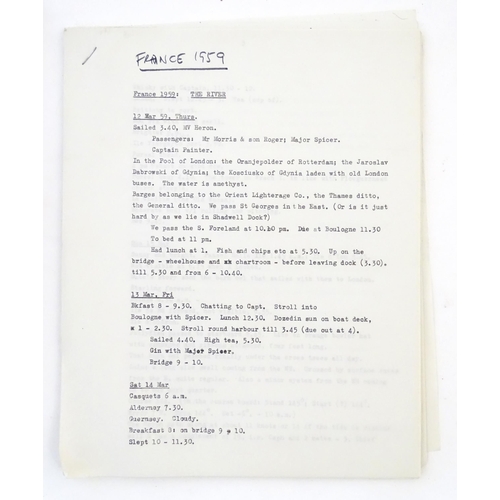 FRANCE 1959
France 1959: THE RIVER
12 Mar 59, Thurs.
Sailed 3.40, MV Heron.
Passengers: Mr Morris & son Roger; Major Spicer.
Captain Painter.
In the Pool of London: the Oranjepolder of Rotterdam; the Jaroslav
Dabrowski of Gdynia; the Kosciusko of Gdynia laden with old London
buses. The water is amethyst.
Barges belonging to the Orient Lighterage Co., the Thames ditto,
the General ditto. We pass St Georges in the East. (Or is it just
hard by as we lie in Shadwell Dock?)
We pass the S. Foreland at 10.10 pm. Due at Boulogne 11.30
To bed at 11 pm.
Had lunch at 1. Fish and chips etc at 5.30. Up on the
bridge - wheelhouse and chartroom - before leaving dock (3.30).
till 5.30 and from 6 - 10.40.
13 Mar, Fri
Bkfast 8 - 9.30. Chatting to Capt. Stroll into
Boulogne with Spicer. Lunch 12.30. Dozedin sun on boat deck,
1 - 2.30. Stroll round harbour till 3.45 (due out at 4).
Sailed 4.40. High tea, 5.30.
Gin with Major Spicer.
Bridge 9 - 10.
Sat 14 Mar
Casquets 6 a.m.
Alderney 7.30.
Guernsey. Cloudy.
Breakfast 8: on bridge 9 - 10.
Slept 10 - 11.30.